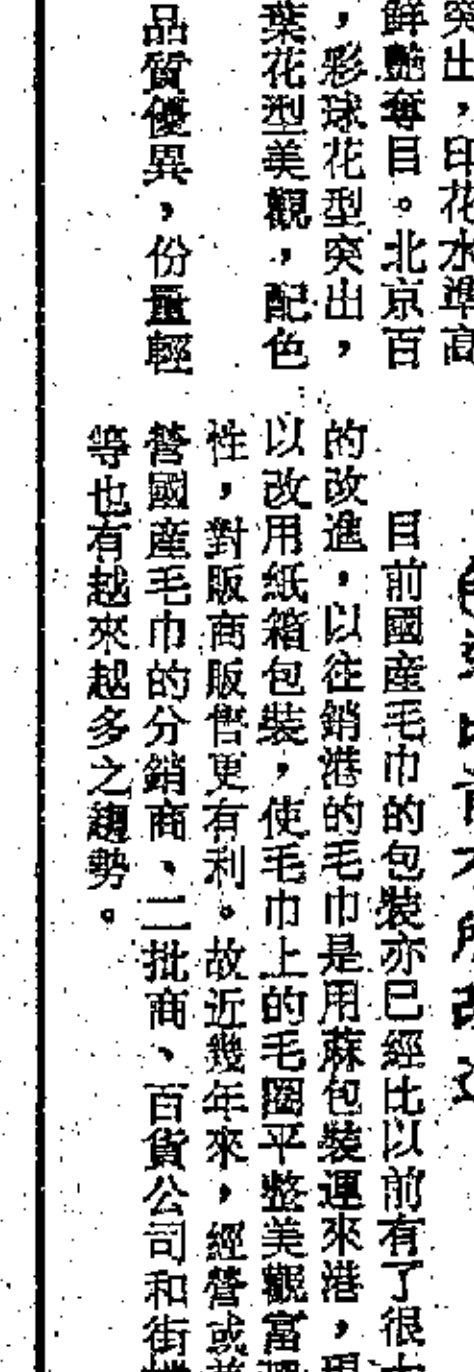 突出，印花水準高
鮮艷奪目。北京百
，彩球花型突出，
葉花型美觀，配色
品質優異，份量輕
目前國產毛巾的包裝亦已經比以前有了很
的改進，以往銷港的毛巾是用蔴包裝運來港，現
以改用紙箱包裝，使毛巾上的毛圈平整美觀富
性，對販商販售更有利。故近幾年來，經營或
營國產毛巾的分銷商、二批商、百貨公司和街
等也有越來越多之趨勢。